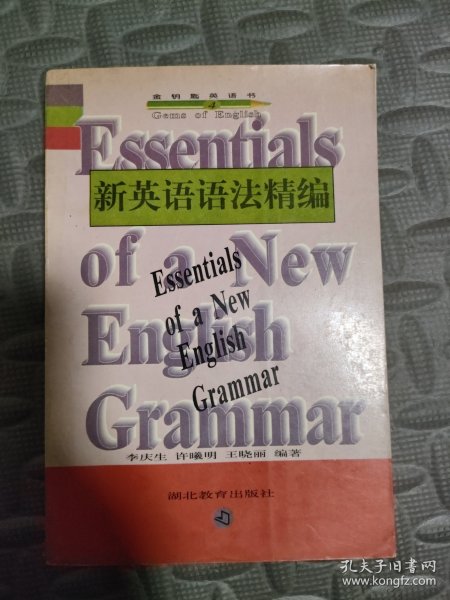 金钥匙英语书
4
Gems of English
Essentials
of a New
English
Grammar
新英语语法精编
Essentials
of a New
English
Grammar
李庆生 许曦明 王晓丽 编著
湖北教育出版社
孔夫子旧书网
www.kongfz.com